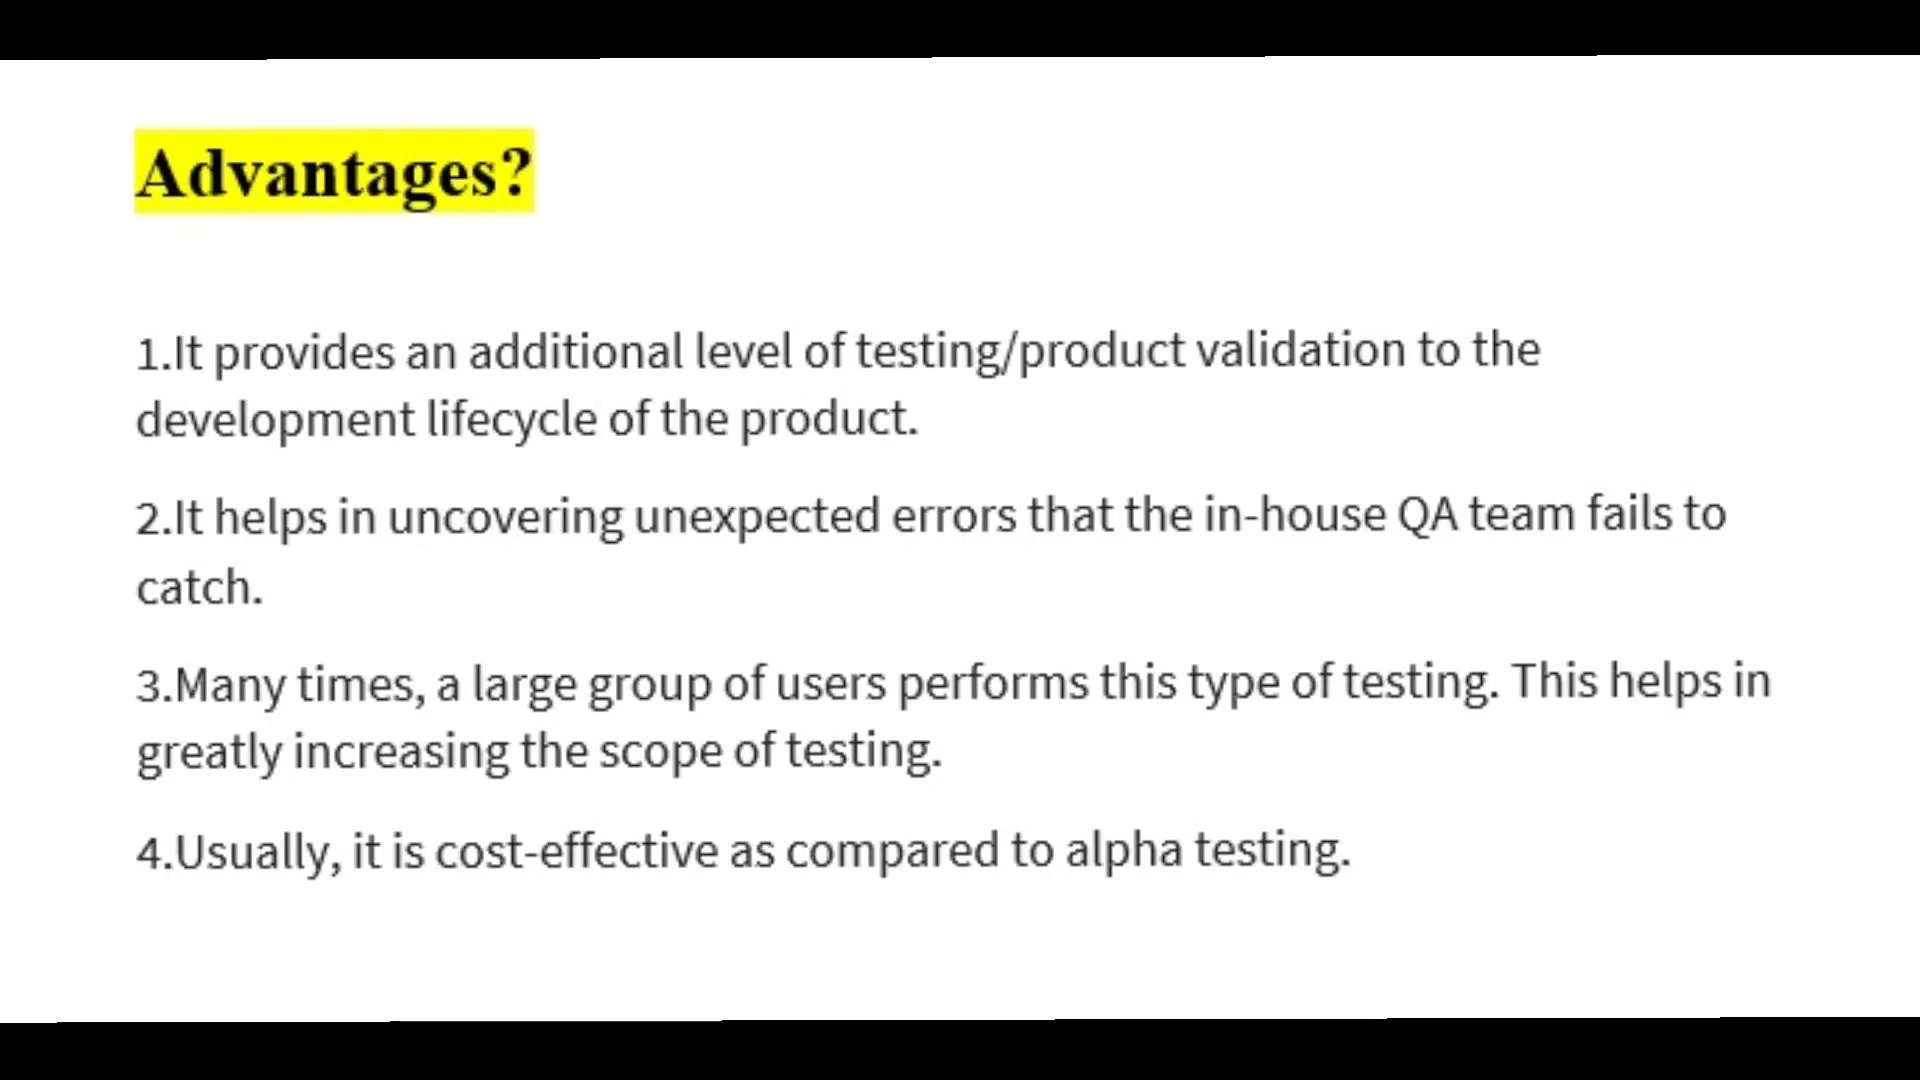 Advantages?
1.It provides an additional level of testing/product validation to the
development lifecycle of the product.
2.It helps in uncovering unexpected errors that the in-house QA team fails to
catch.
3.Many times, a large group of users performs this type of testing. This helps in
greatly increasing the scope of testing.
4.Usually, it is cost-effective as compared to alpha testing.